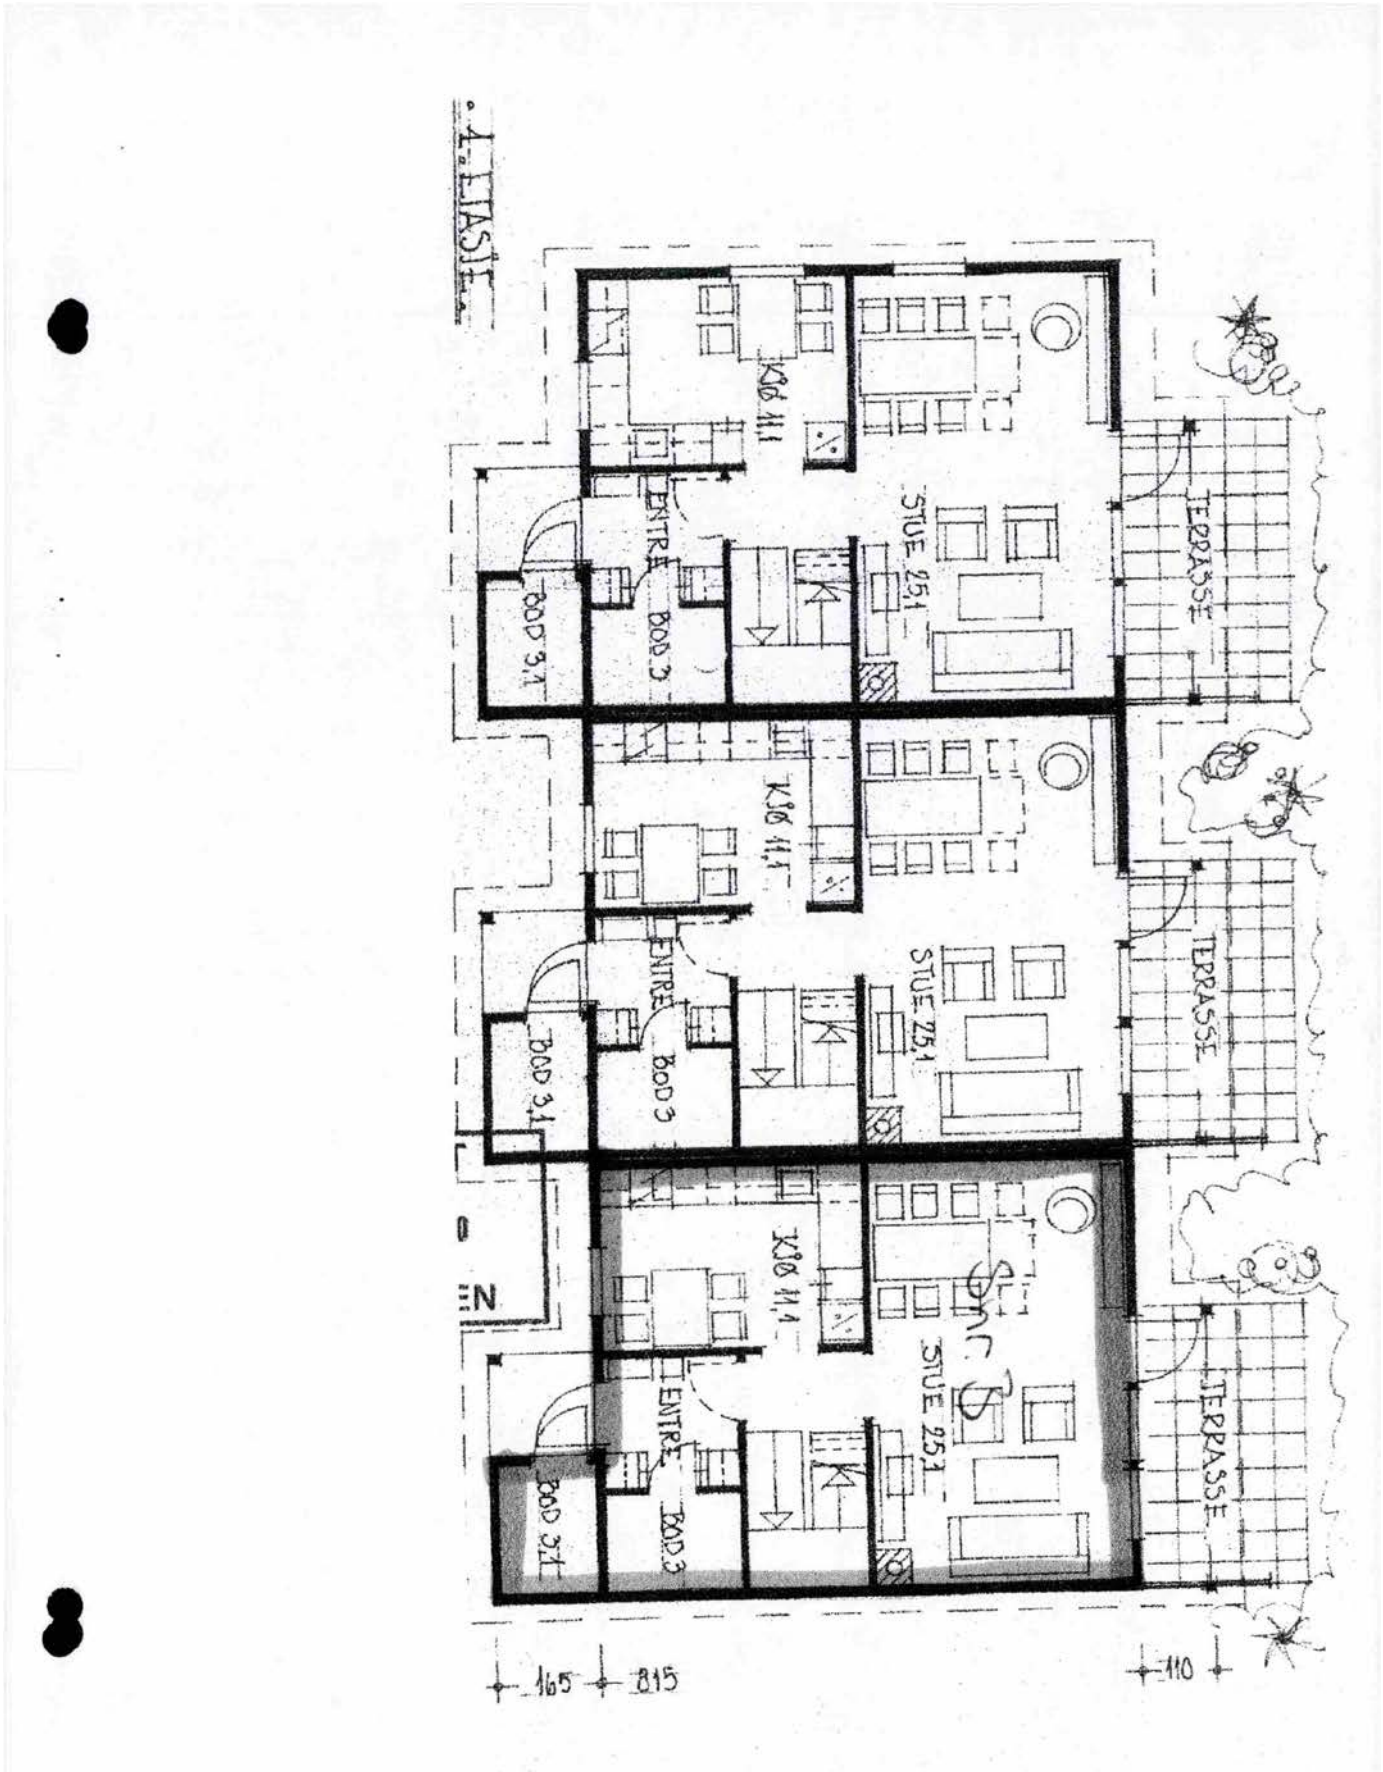 1. ETASJE
KJØ 11,1
ENTRE
BOD 3
BOD 3,1
STUE 25,1
TERRASSE
KJØ 11,1
ENTRE
BOD 3
BOD 3,1
STUE 25,1
TERRASSE
KJØ 11,1
ENTRE
BOD 3
BOD 3,1
STUE 25,1
Snr. 3
TERRASSE
EN
165
815
110